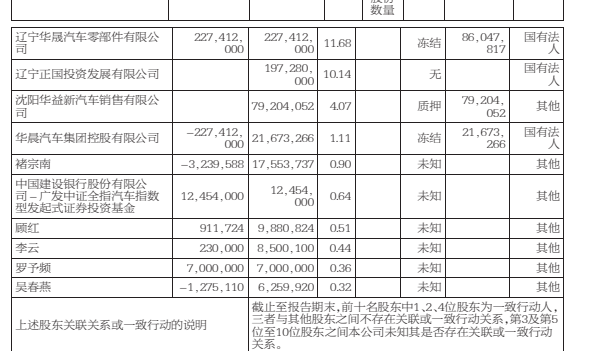 股份
数量
辽宁华晟汽车零部件有限公
司
227,412,
000
227,412,
000
11.68
冻结
86,047,
817
国有法
人
辽宁正国投资发展有限公司
197,280,
000
10.14
无
国有法
人
沈阳华益新汽车销售有限公
司
79,204,052
4.07
质押
79,204,
052
其他
华晨汽车集团控股有限公司
-227,412,
000
21,673,266
1.11
冻结
21,673,
266
国有法
人
褚宗南
-3,239,588
17,553,737
0.90
未知
其他
中国建设银行股份有限公
司-广发中证全指汽车指数
型发起式证券投资基金
12,454,000
12,454,
000
0.64
未知
其他
顾红
911,724
9,880,824
0.51
未知
其他
李云
230,000
8,500,100
0.44
未知
其他
罗予频
7,000,000
7,000,000
0.36
未知
其他
吴春燕
-1,275,110
6,259,920
0.32
未知
其他
上述股东关联关系或一致行动的说明
截止至报告期末,前十名股东中1,2,4位股东为一致行动人,
三者与其他股东之间不存在关联或一致行动关系,第3及第5
位至10位股东之间本公司未知其是否存在关联或一致行动
关系。